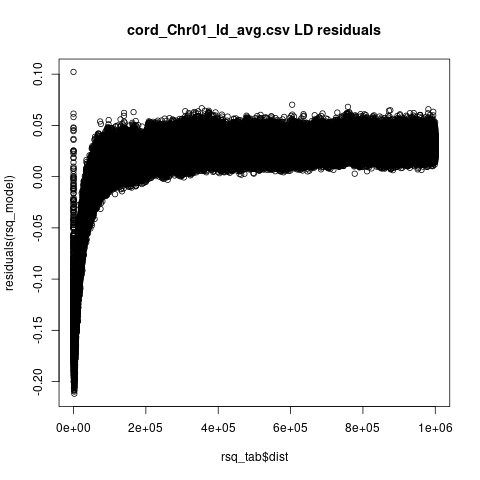 cord_Chr01_ld_avg.csv LD residuals
residuals(rsq_model)
0.10
0.05
0.00
-0.05
-0.10
-0.15
-0.20
0e+00 2e+05 4e+05 6e+05 8e+05 1e+06
rsq_tab$dist